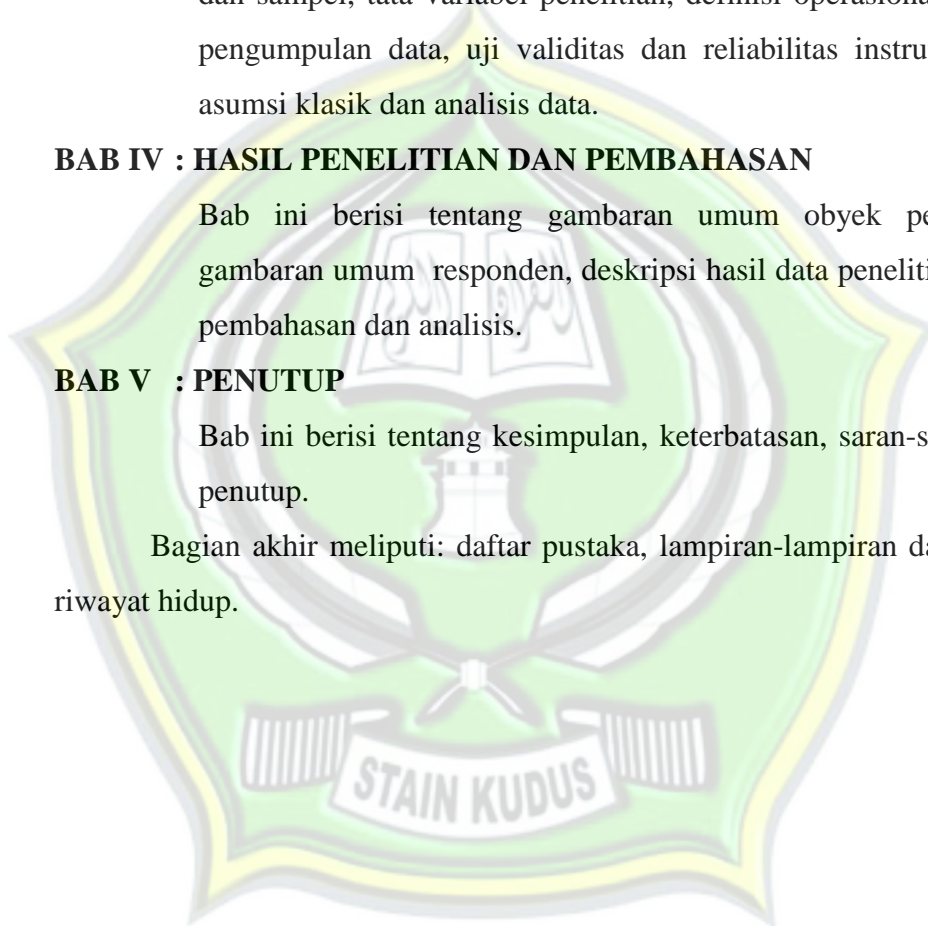 dan sampel, tata variabel penelitian, definisi operasional
pengumpulan data, uji validitas dan reliabilitas instru
asumsi klasik dan analisis data.
BAB IV : HASIL PENELITIAN DAN PEMBAHASAN
Bab ini berisi tentang gambaran umum obyek pe
gambaran umum responden, deskripsi hasil data peneliti
pembahasan dan analisis.
BAB V : PENUTUP
Bab ini berisi tentang kesimpulan, keterbatasan, saran-s
penutup.
Bagian akhir meliputi: daftar pustaka, lampiran-lampiran da
riwayat hidup.
STAIN KUDUS